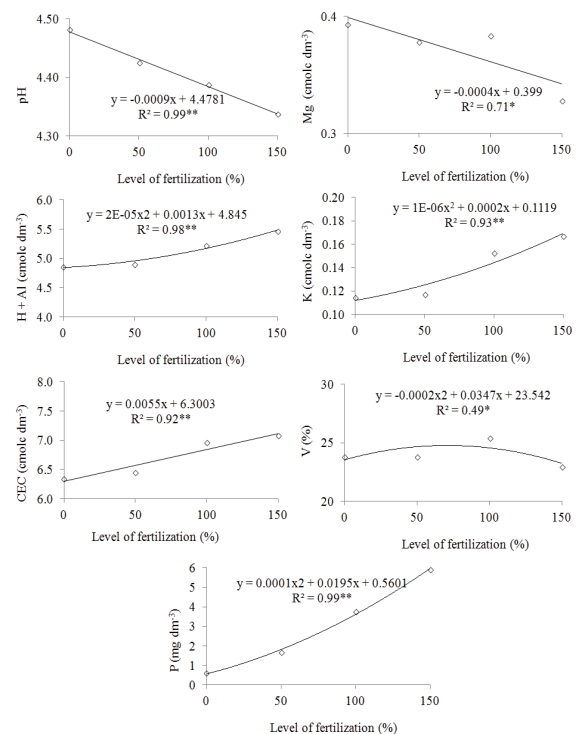 4.50
4.40
4.30
pH
y = -0.0009x + 4.4781
R² = 0.99**
0 50 100 150
Level of fertilization (%)
0.4
0.3
Mg (cmolc dm-³)
y = -0.0004x + 0.399
R² = 0.71*
0 50 100 150
Level of fertilization (%)
6.0
5.5
5.0
4.5
4.0
H + Al (cmolc dm-³)
y = 2E-05x2 + 0.0013x + 4.845
R² = 0.98**
0 50 100 150
Level of fertilization (%)
0.20
0.18
0.16
0.14
0.12
0.10
K (cmolc dm-³)
y = 1E-06x² + 0.0002x + 0.1119
R² = 0.93**
0 50 100 150
Level of fertilization (%)
8.0
7.5
7.0
6.5
6.0
CEC (cmolc dm-³)
y = 0.0055x + 6.3003
R² = 0.92**
0 50 100 150
Level of fertilization (%)
30
25
20
V (%)
y = -0.0002x2 + 0.0347x + 23.542
R² = 0.49*
0 50 100 150
Level of fertilization (%)
6
5
4
3
2
1
0
P (mg dm-³)
y = 0.0001x2 + 0.0195x + 0.5601
R² = 0.99**
0 50 100 150
Level of fertilization (%)